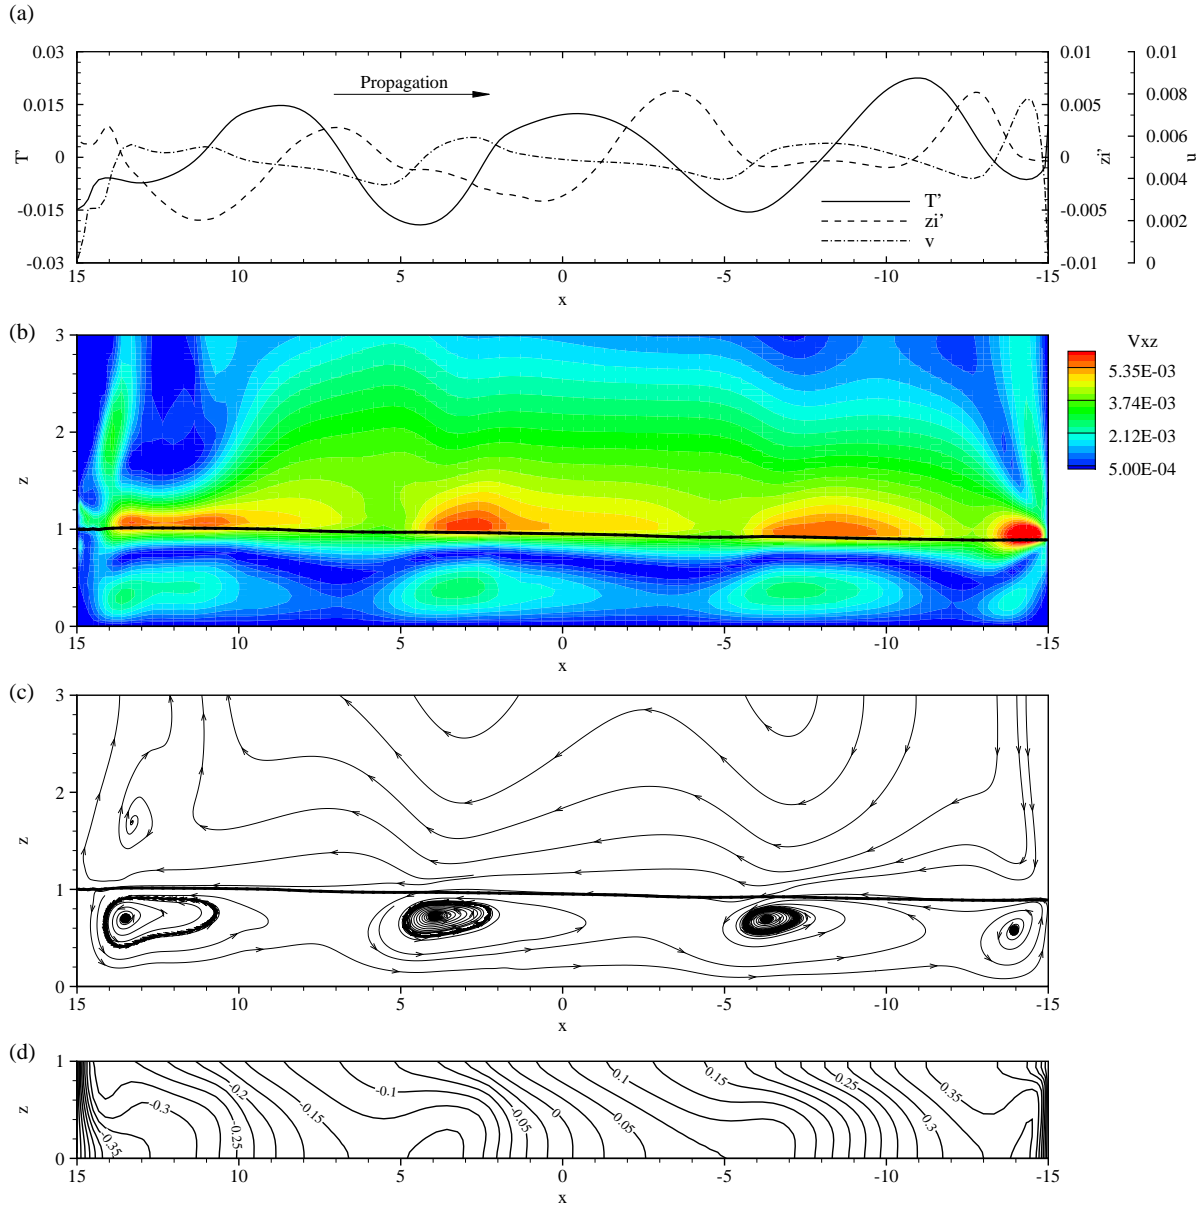 (a)
0.03
0.015
0
-0.015
-0.03
T'
Propagation
T'
zi'
v
0.01
0.005
0
-0.005
-0.01
zi'
0.01
0.008
0.006
0.004
0.002
0
u
15
10
5
0
-5
-10
-15
x
(b)
3
2
1
0
z
15
10
5
0
-5
-10
-15
x
Vxz
5.35E-03
3.74E-03
2.12E-03
5.00E-04
(c)
3
2
1
0
z
15
10
5
0
-5
-10
-15
x
(d)
1
0
z
-0.35
-0.3
-0.25
-0.2
-0.15
-0.1
-0.05
0
0.05
0.1
0.15
0.25
0.3
0.35
15
10
5
0
-5
-10
-15
x